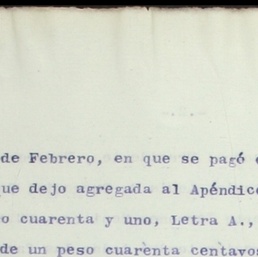 de Febrero, en que se pagó
que dejo agregada al Apéndice
o cuarenta y uno, Letra A.,
de un peso cuarenta centavos